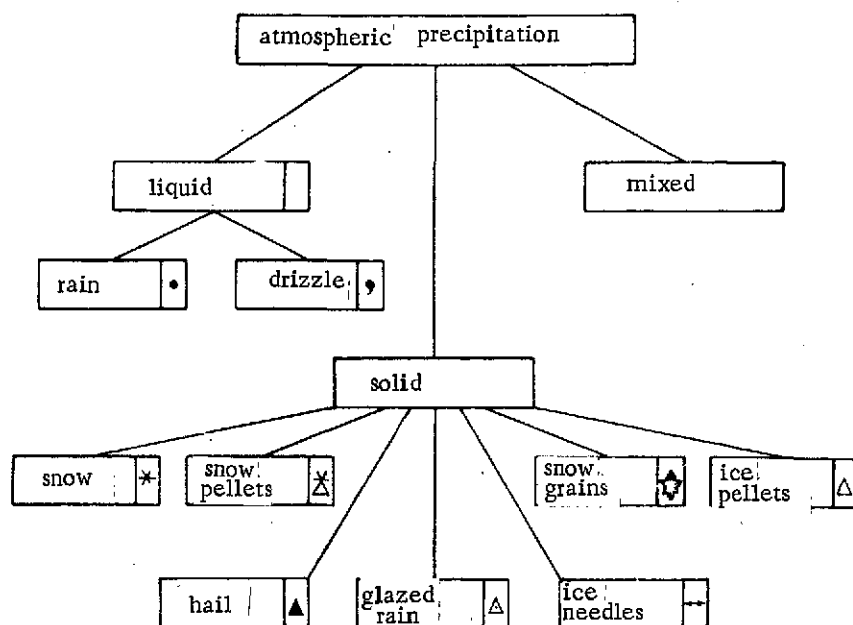 atmospheric precipitation
liquid
mixed
rain
drizzle
solid
snow
snow
pellets
snow
grains
ice
pellets
hail
glazed
rain
ice
needles